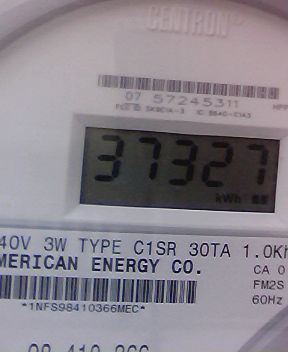 CENTRON
07 57245311
37327
kWh
40V 3W TYPE C1SR 30TA 1.0Kh
MERICAN ENERGY CO.
CA 0
FM2S
60Hz
*1NFS98410366MEC*